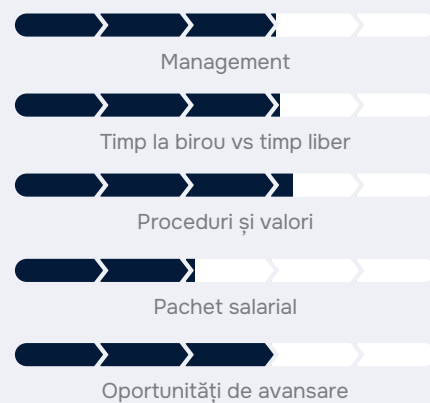 Management
Timp la birou vs timp liber
Proceduri și valori
Pachet salarial
Oportunități de avansare